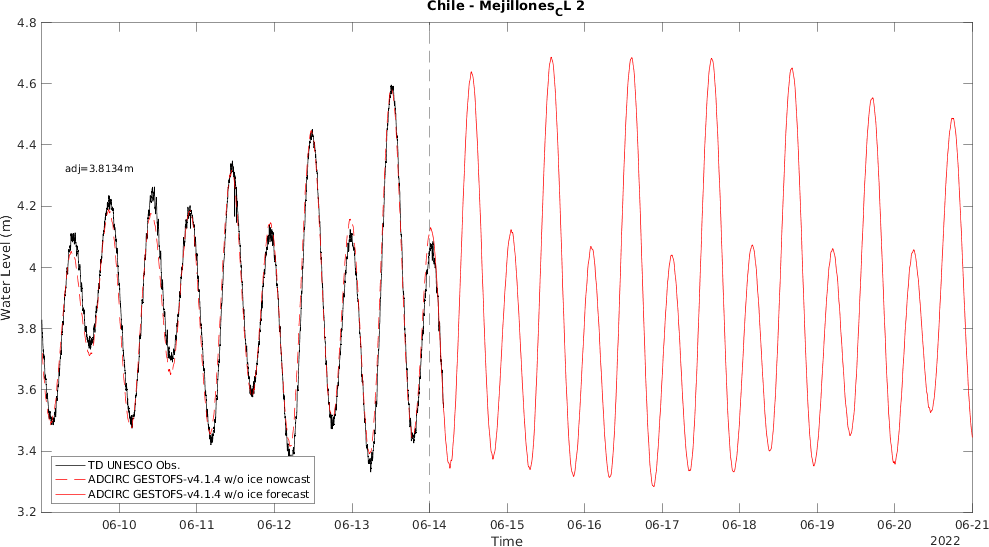 Chile - Mejillones_CL 2
Water Level (m)
4.8
4.6
4.4
4.2
4
3.8
3.6
3.4
3.2
adj=3.8134m
TD UNESCO Obs.
ADCIRC GESTOFS-v4.1.4 w/o ice nowcast
ADCIRC GESTOFS-v4.1.4 w/o ice forecast
06-10 06-11 06-12 06-13 06-14 06-15 06-16 06-17 06-18 06-19 06-20 06-21
Time
2022